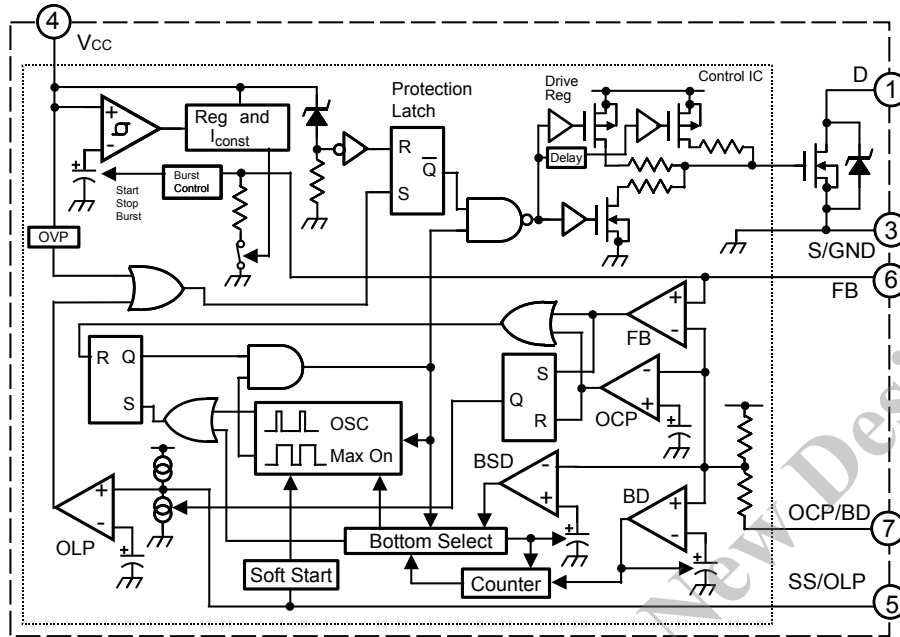 4
VCC
D
1
Protection
Latch
Drive
Reg
Control IC
Reg and
Iconst
R
Q
S
Delay
Burst
Control
Start
Stop
Burst
OVP
3
S/GND
6
FB
+
-
FB
R
Q
S
OSC
Max On
S
Q
R
-
+
OCP
BSD
-
+
BD
+
-
OCP/BD
7
+
-
OLP
Bottom Select
Soft Start
Counter
SS/OLP
5
New Desi